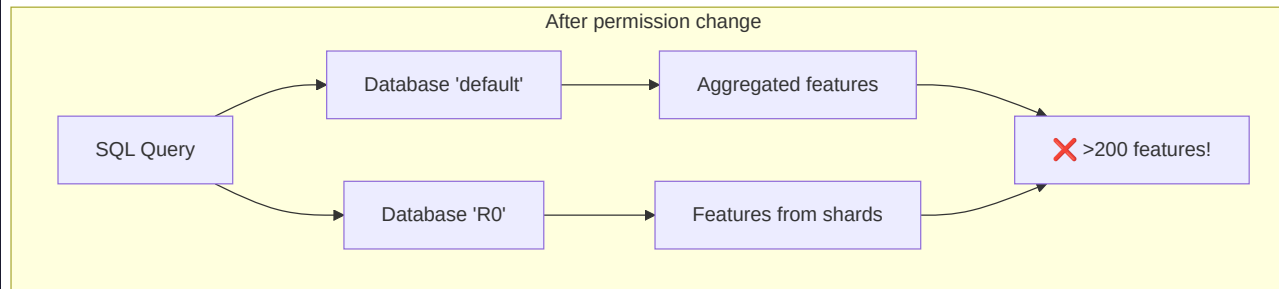 After permission change
SQL Query
Database 'default'
Aggregated features
Database 'R0'
Features from shards
❌ >200 features!